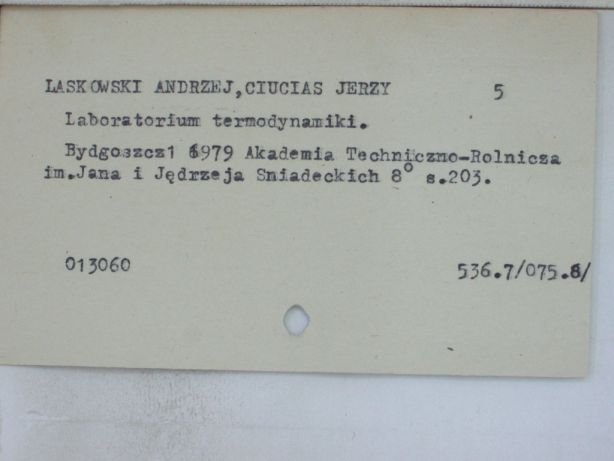 LASKOWSKI ANDRZEJ,CIUCIAS JERZY 5
Laboratorium termodynamiki.
Bydgoszcz1 6979 Akademia Techniczno-Rolnicza
im.Jana i Jędrzeja Sniadeckich 8° s.203.
013060 536.7/075.8/